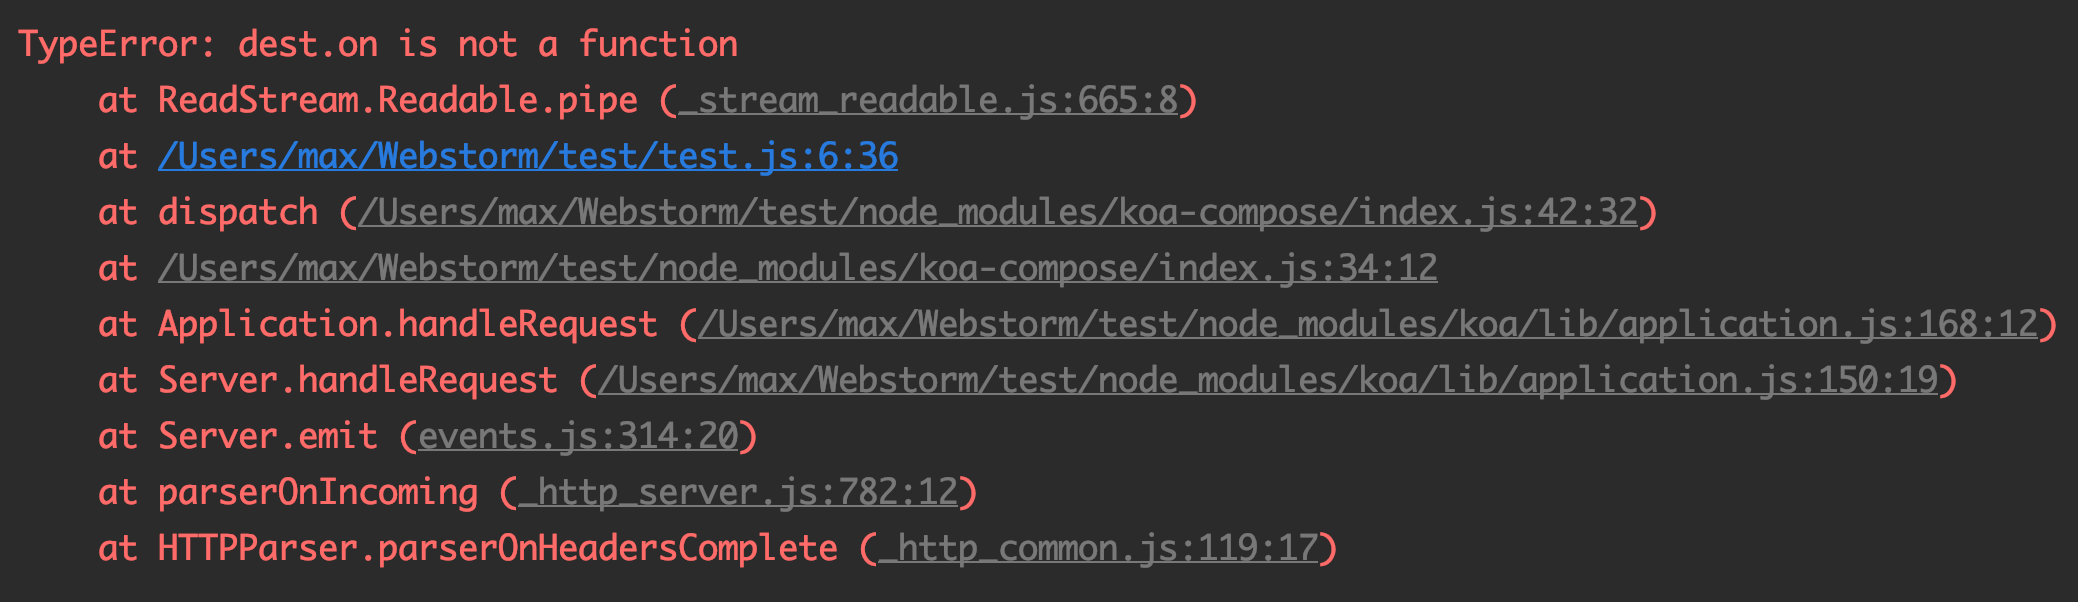 TypeError: dest.on is not a function
at ReadStream.Readable.pipe (_stream_readable.js:665:8)
at /Users/max/Webstorm/test/test.js:6:36
at dispatch (/Users/max/Webstorm/test/node_modules/koa-compose/index.js:42:32)
at /Users/max/Webstorm/test/node_modules/koa-compose/index.js:34:12
at Application.handleRequest (/Users/max/Webstorm/test/node_modules/koa/lib/application.js:168:12)
at Server.handleRequest (/Users/max/Webstorm/test/node_modules/koa/lib/application.js:150:19)
at Server.emit (events.js:314:20)
at parserOnIncoming (_http_server.js:782:12)
at HTTPParser.parserOnHeadersComplete (_http_common.js:119:17)